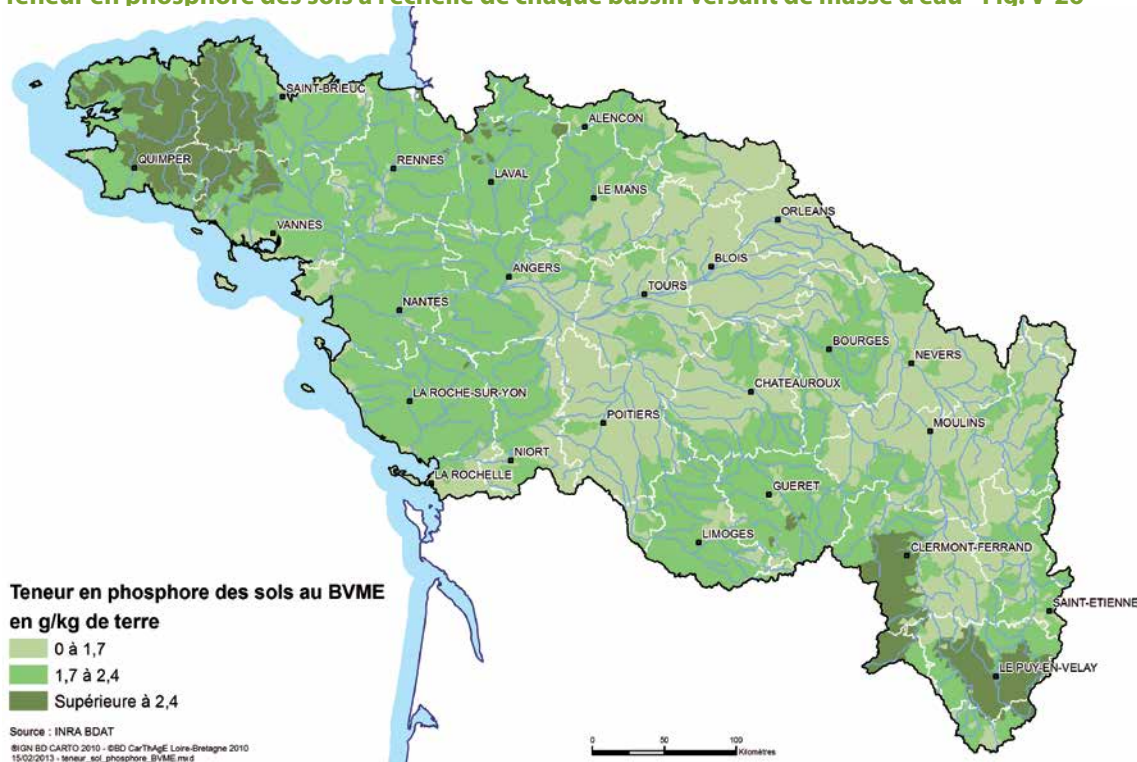 Teneur en phosphore des sols à l'échelle de chaque bassin versant de masse d'eau - Fig. V-20
SAINT-BRIEUC
ALENCON
QUIMPER
RENNES
LAVAL
LE MANS
ORLEANS
VANNES
BLOIS
ANGERS
TOURS
NANTES
BOURGES
NEVERS
CHATEAUROUX
LA ROCHE-SUR-YON
POITIERS
MOULINS
NIORT
LA ROCHELLE
GUERET
LIMOGES
CLERMONT-FERRAND
SAINT-ETIENNE
LE PUY-EN-VELAY
Teneur en phosphore des sols au BVME
en g/kg de terre
0 à 1,7
1,7 à 2,4
Supérieure à 2,4
Source : INRA BDAT
©IGN BD CARTO 2010 - ©BD CarThAgE Loire-Bretagne 2010
15/02/2013 - teneur_sol_phosphore_BVME.mxd
0 50 100
Kilomètres